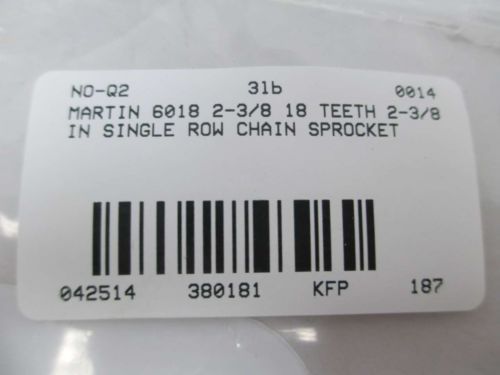 NO-Q2 3lb 0014
MARTIN 6018 2-3/8 18 TEETH 2-3/8
IN SINGLE ROW CHAIN SPROCKET
042514 380181 KFP 187